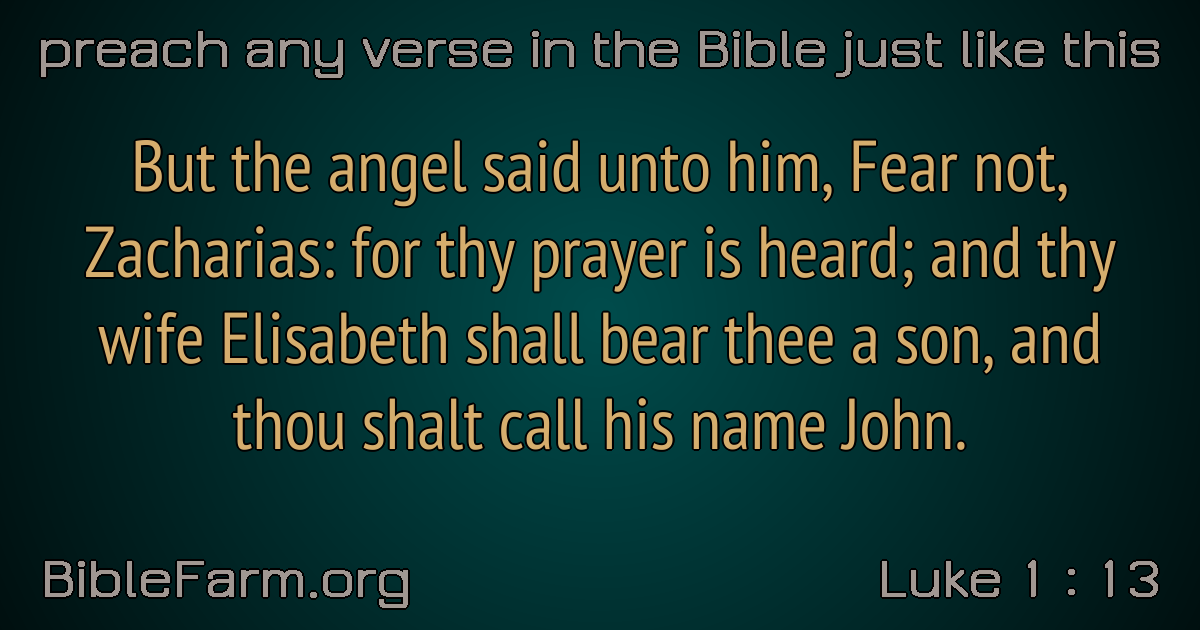 preach any verse in the Bible just like this
But the angel said unto him, Fear not,
Zacharias: for thy prayer is heard; and thy
wife Elisabeth shall bear thee a son, and
thou shalt call his name John.
BibleFarm.org
Luke 1 : 13